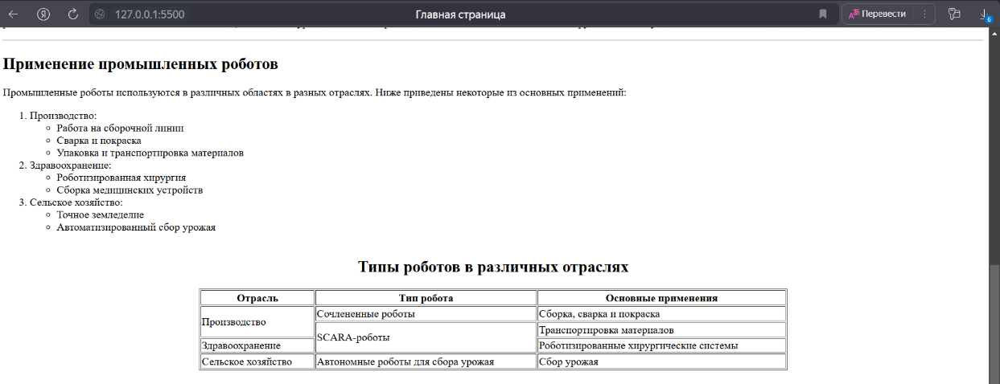 127.0.0.1:5500 Главная страница Перевести 6
Применение промышленных роботов
Промышленные роботы используются в различных областях в разных отраслях. Ниже приведены некоторые из основных применений:
1. Производство:
Работа на сборочной линии
Сварка и покраска
Упаковка и транспортировка материалов
2. Здравоохранение:
Роботизированная хирургия
Сборка медицинских устройств
3. Сельское хозяйство:
Точное земледелие
Автоматизированный сбор урожая
Типы роботов в различных отраслях
Отрасль Тип робота Основные применения
Производство Сочлененные роботы Сборка, сварка и покраска
SCARA-роботы Транспортировка материалов
Здравоохранение Роботизированные хирургические системы
Сельское хозяйство Автономные роботы для сбора урожая Сбор урожая